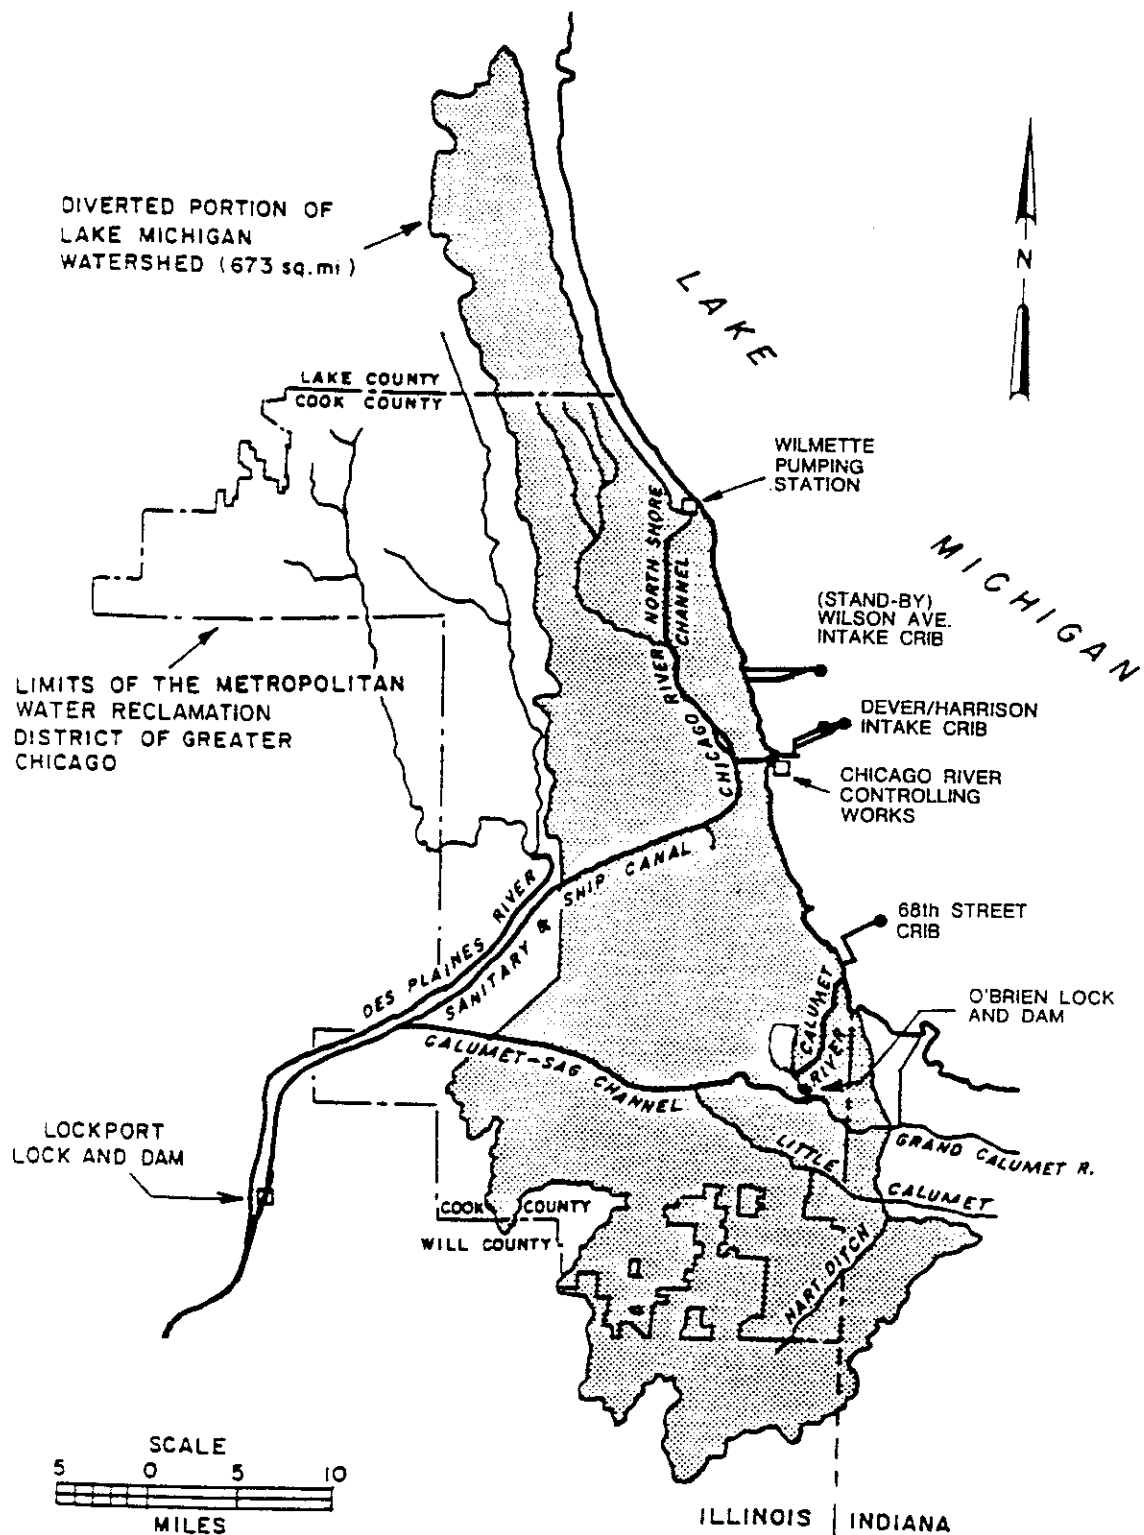 DIVERTED PORTION OF
LAKE MICHIGAN
WATERSHED (673 sq.mi)
LAKE
MICHIGAN
N
LAKE COUNTY
COOK COUNTY
WILMETTE
PUMPING
STATION
NORTH SHORE
CHANNEL
(STAND-BY)
WILSON AVE.
INTAKE CRIB
LIMITS OF THE METROPOLITAN
WATER RECLAMATION
DISTRICT OF GREATER
CHICAGO
CHICAGO RIVER
DEVER/HARRISON
INTAKE CRIB
CHICAGO RIVER
CONTROLLING
WORKS
DES PLAINES RIVER
SANITARY & SHIP CANAL
68th STREET
CRIB
CALUMET
RIVER
O'BRIEN LOCK
AND DAM
CALUMET-SAG CHANNEL
LOCKPORT
LOCK AND DAM
GRAND CALUMET R.
LITTLE CALUMET
COOK COUNTY
WILL COUNTY
HART DITCH
SCALE
5 0 5 10
MILES
ILLINOIS INDIANA